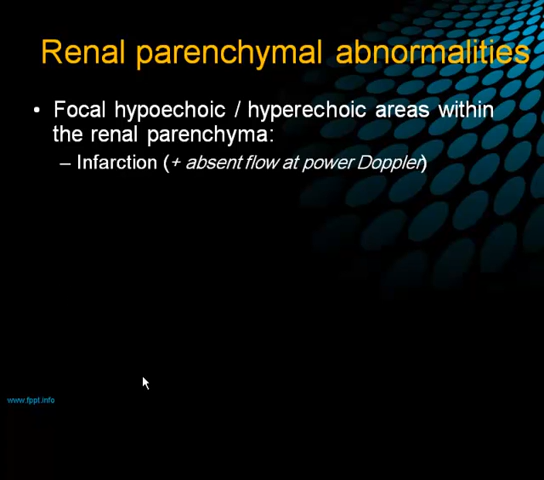 Renal parenchymal abnormalities
• Focal hypoechoic / hyperechoic areas within
the renal parenchyma:
– Infarction (+ absent flow at power Doppler)
www.fppt.info